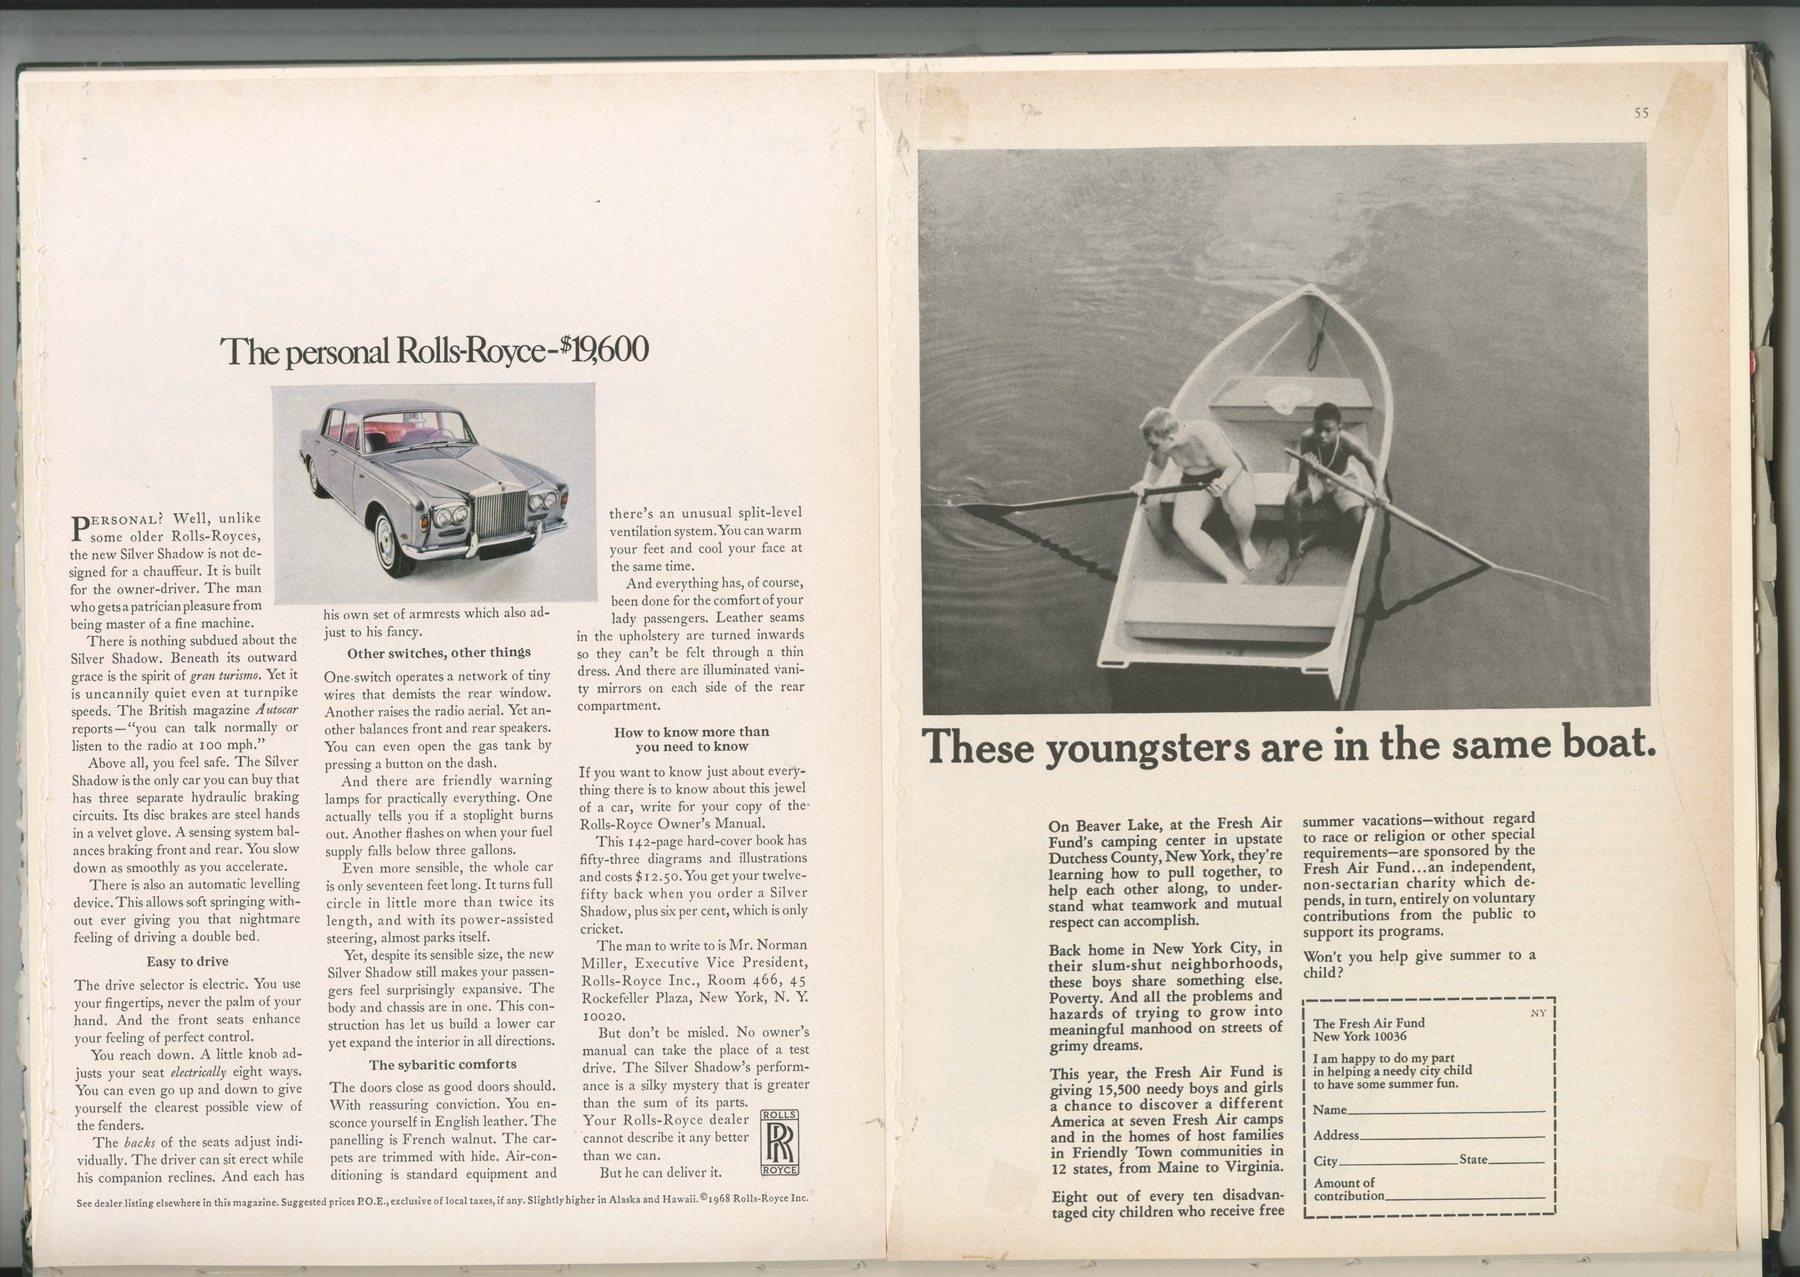 The personal Rolls-Royce–$19,600
PERSONAL? Well, unlike
some older Rolls-Royces,
the new Silver Shadow is not de-
signed for a chauffeur. It is built
for the owner-driver. The man
who gets a patrician pleasure from
being master of a fine machine.
There is nothing subdued about the
Silver Shadow. Beneath its outward
grace is the spirit of gran turismo. Yet it
is uncannily quiet even at turnpike
speeds. The British magazine Autocar
reports—“you can talk normally or
listen to the radio at 100 mph.”
Above all, you feel safe. The Silver
Shadow is the only car you can buy that
has three separate hydraulic braking
circuits. Its disc brakes are steel hands
in a velvet glove. A sensing system bal-
ances braking front and rear. You slow
down as smoothly as you accelerate.
There is also an automatic levelling
device. This allows soft springing with-
out ever giving you that nightmare
feeling of driving a double bed.
Easy to drive
The drive selector is electric. You use
your fingertips, never the palm of your
hand. And the front seats enhance
your feeling of perfect control.
You reach down. A little knob ad-
justs your seat electrically eight ways.
You can even go up and down to give
yourself the clearest possible view of
the fenders.
The backs of the seats adjust indi-
vidually. The driver can sit erect while
his companion reclines. And each has
his own set of armrests which also ad-
just to his fancy.
Other switches, other things
One switch operates a network of tiny
wires that demists the rear window.
Another raises the radio aerial. Yet an-
other balances front and rear speakers.
You can even open the gas tank by
pressing a button on the dash.
And there are friendly warning
lamps for practically everything. One
actually tells you if a stoplight burns
out. Another flashes on when your fuel
supply falls below three gallons.
Even more sensible, the whole car
is only seventeen feet long. It turns full
circle in little more than twice its
length, and with its power-assisted
steering, almost parks itself.
Yet, despite its sensible size, the new
Silver Shadow still makes your passen-
gers feel surprisingly expansive. The
body and chassis are in one. This con-
struction has let us build a lower car
yet expand the interior in all directions.
The sybaritic comforts
The doors close as good doors should.
With reassuring conviction. You en-
sconce yourself in English leather. The
panelling is French walnut. The car-
pets are trimmed with hide. Air-con-
ditioning is standard equipment and
there’s an unusual split-level
ventilation system. You can warm
your feet and cool your face at
the same time.
And everything has, of course,
been done for the comfort of your
lady passengers. Leather seams
in the upholstery are turned inwards
so they can’t be felt through a thin
dress. And there are illuminated vani-
ty mirrors on each side of the rear
compartment.
How to know more than
you need to know
If you want to know just about every-
thing there is to know about this jewel
of a car, write for your copy of the
Rolls-Royce Owner’s Manual.
This 142-page hard-cover book has
fifty-three diagrams and illustrations
and costs $12.50. You get your twelve-
fifty back when you order a Silver
Shadow, plus six per cent, which is only
cricket.
The man to write to is Mr. Norman
Miller, Executive Vice President,
Rolls-Royce Inc., Room 466, 45
Rockefeller Plaza, New York, N. Y.
10020.
But don’t be misled. No owner’s
manual can take the place of a test
drive. The Silver Shadow’s perform-
ance is a silky mystery that is greater
than the sum of its parts.
Your Rolls-Royce dealer
cannot describe it any better
than we can.
But he can deliver it.
ROLLS
RR
ROYCE
See dealer listing elsewhere in this magazine. Suggested prices P.O.E., exclusive of local taxes, if any. Slightly higher in Alaska and Hawaii. ©1968 Rolls-Royce Inc.
55
These youngsters are in the same boat.
On Beaver Lake, at the Fresh Air
Fund’s camping center in upstate
Dutchess County, New York, they’re
learning how to pull together, to
help each other along, to under-
stand what teamwork and mutual
respect can accomplish.
Back home in New York City, in
their slum-shut neighborhoods,
these boys share something else.
Poverty. And all the problems and
hazards of trying to grow into
meaningful manhood on streets of
grimy dreams.
This year, the Fresh Air Fund is
giving 15,500 needy boys and girls
a chance to discover a different
America at seven Fresh Air camps
and in the homes of host families
in Friendly Town communities in
12 states, from Maine to Virginia.
Eight out of every ten disadvan-
taged city children who receive free
summer vacations—without regard
to race or religion or other special
requirements—are sponsored by the
Fresh Air Fund...an independent,
non-sectarian charity which de-
pends, in turn, entirely on voluntary
contributions from the public to
support its programs.
Won’t you help give summer to a
child?
NY
The Fresh Air Fund
New York 10036
I am happy to do my part
in helping a needy city child
to have some summer fun.
Name
Address
City State
Amount of
contribution